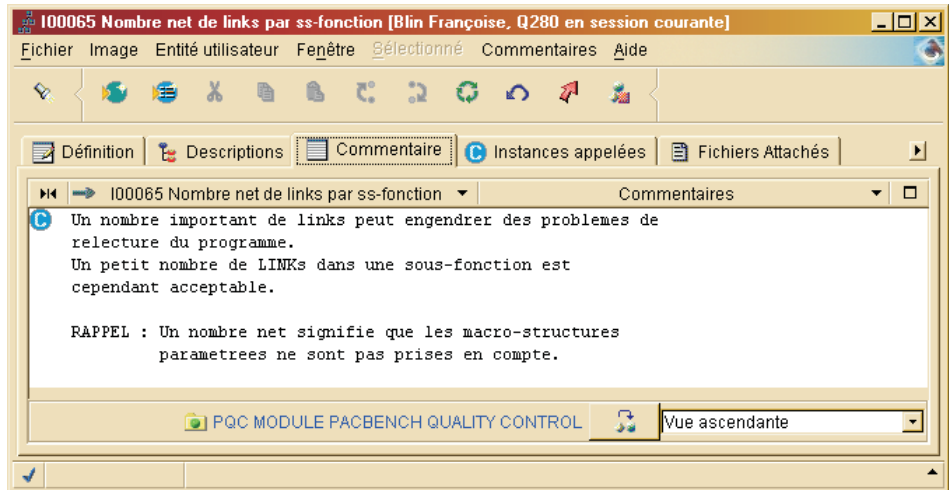 I00065 Nombre net de links par ss-fonction [Blin Françoise, Q280 en session courante]
Fichier Image Entité utilisateur Fenêtre Sélectionné Commentaires Aide
Définition Descriptions Commentaire Instances appelées Fichiers Attachés
I00065 Nombre net de links par ss-fonction Commentaires
Un nombre important de links peut engendrer des problemes de
relecture du programme.
Un petit nombre de LINKs dans une sous-fonction est
cependant acceptable.
RAPPEL : Un nombre net signifie que les macro-structures
parametrees ne sont pas prises en compte.
PQC MODULE PACBENCH QUALITY CONTROL Vue ascendante